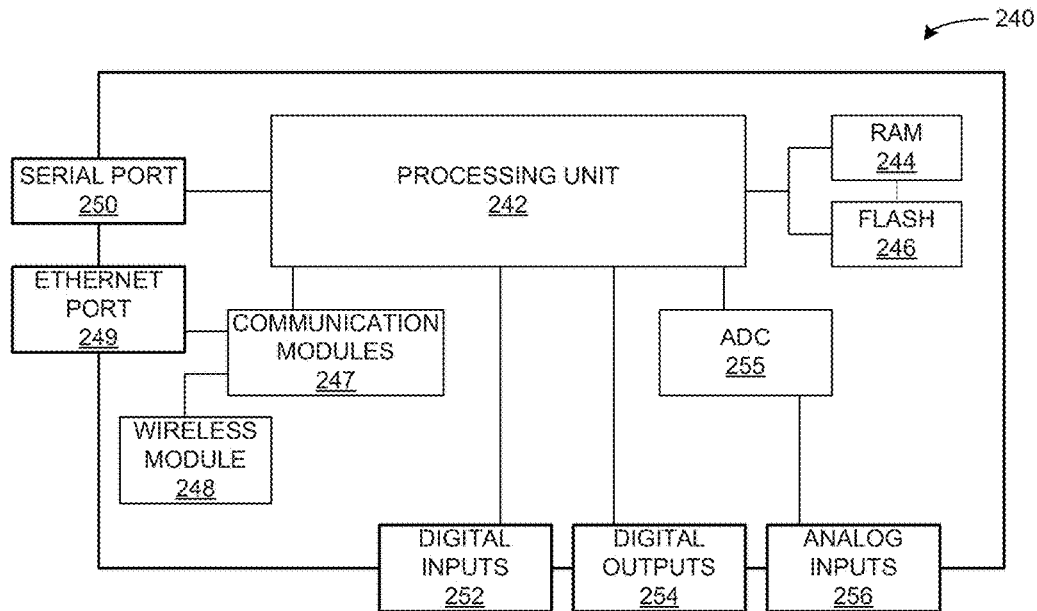 240
SERIAL PORT
250
PROCESSING UNIT
242
RAM
244
FLASH
246
ETHERNET
PORT
249
COMMUNICATION
MODULES
247
ADC
255
WIRELESS
MODULE
248
DIGITAL
INPUTS
252
DIGITAL
OUTPUTS
254
ANALOG
INPUTS
256